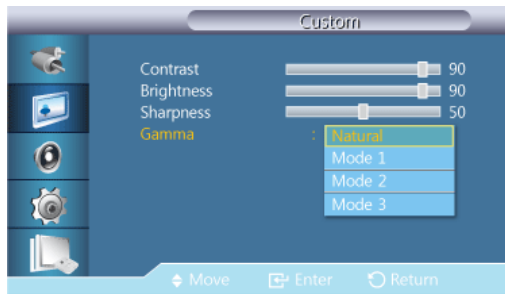 Custom
Contrast 90
Brightness 90
Sharpness 50
Gamma : Natural
Mode 1
Mode 2
Mode 3
Move Enter Return